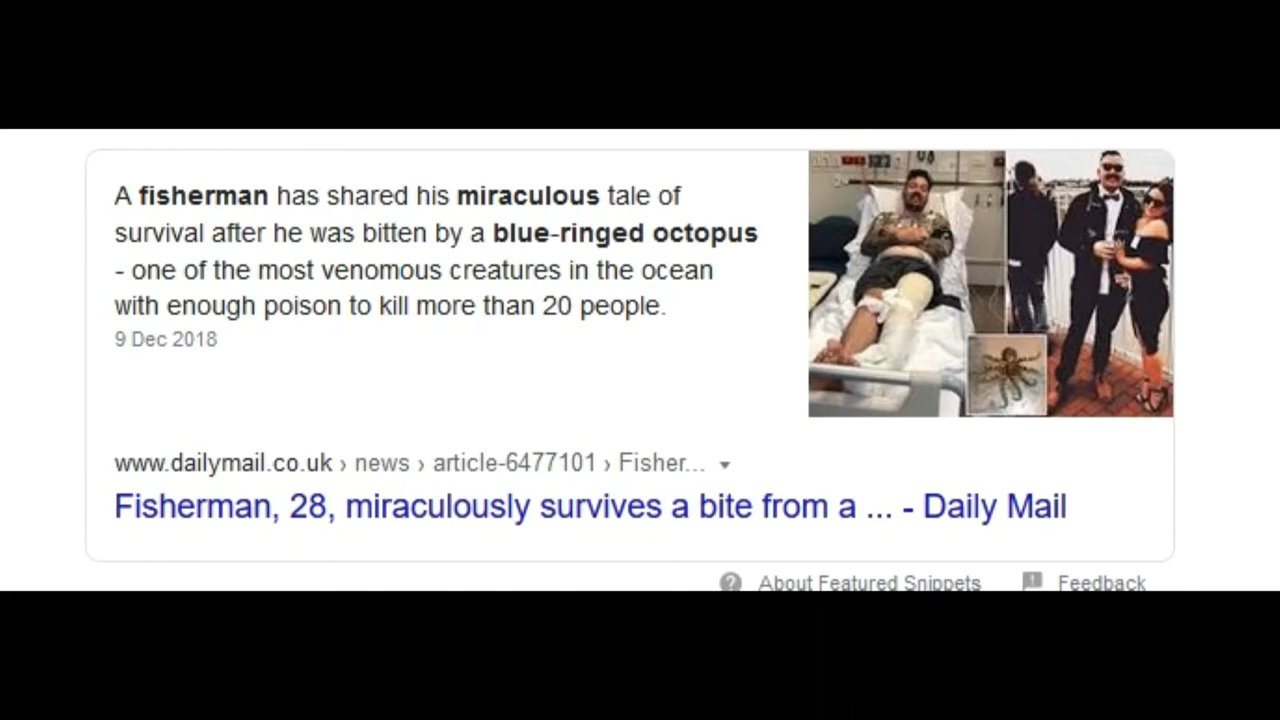 A fisherman has shared his miraculous tale of
survival after he was bitten by a blue-ringed octopus
- one of the most venomous creatures in the ocean
with enough poison to kill more than 20 people.
9 Dec 2018
www.dailymail.co.uk › news › article-6477101 › Fisher...
Fisherman, 28, miraculously survives a bite from a ... - Daily Mail
About Featured Snippets
Feedback